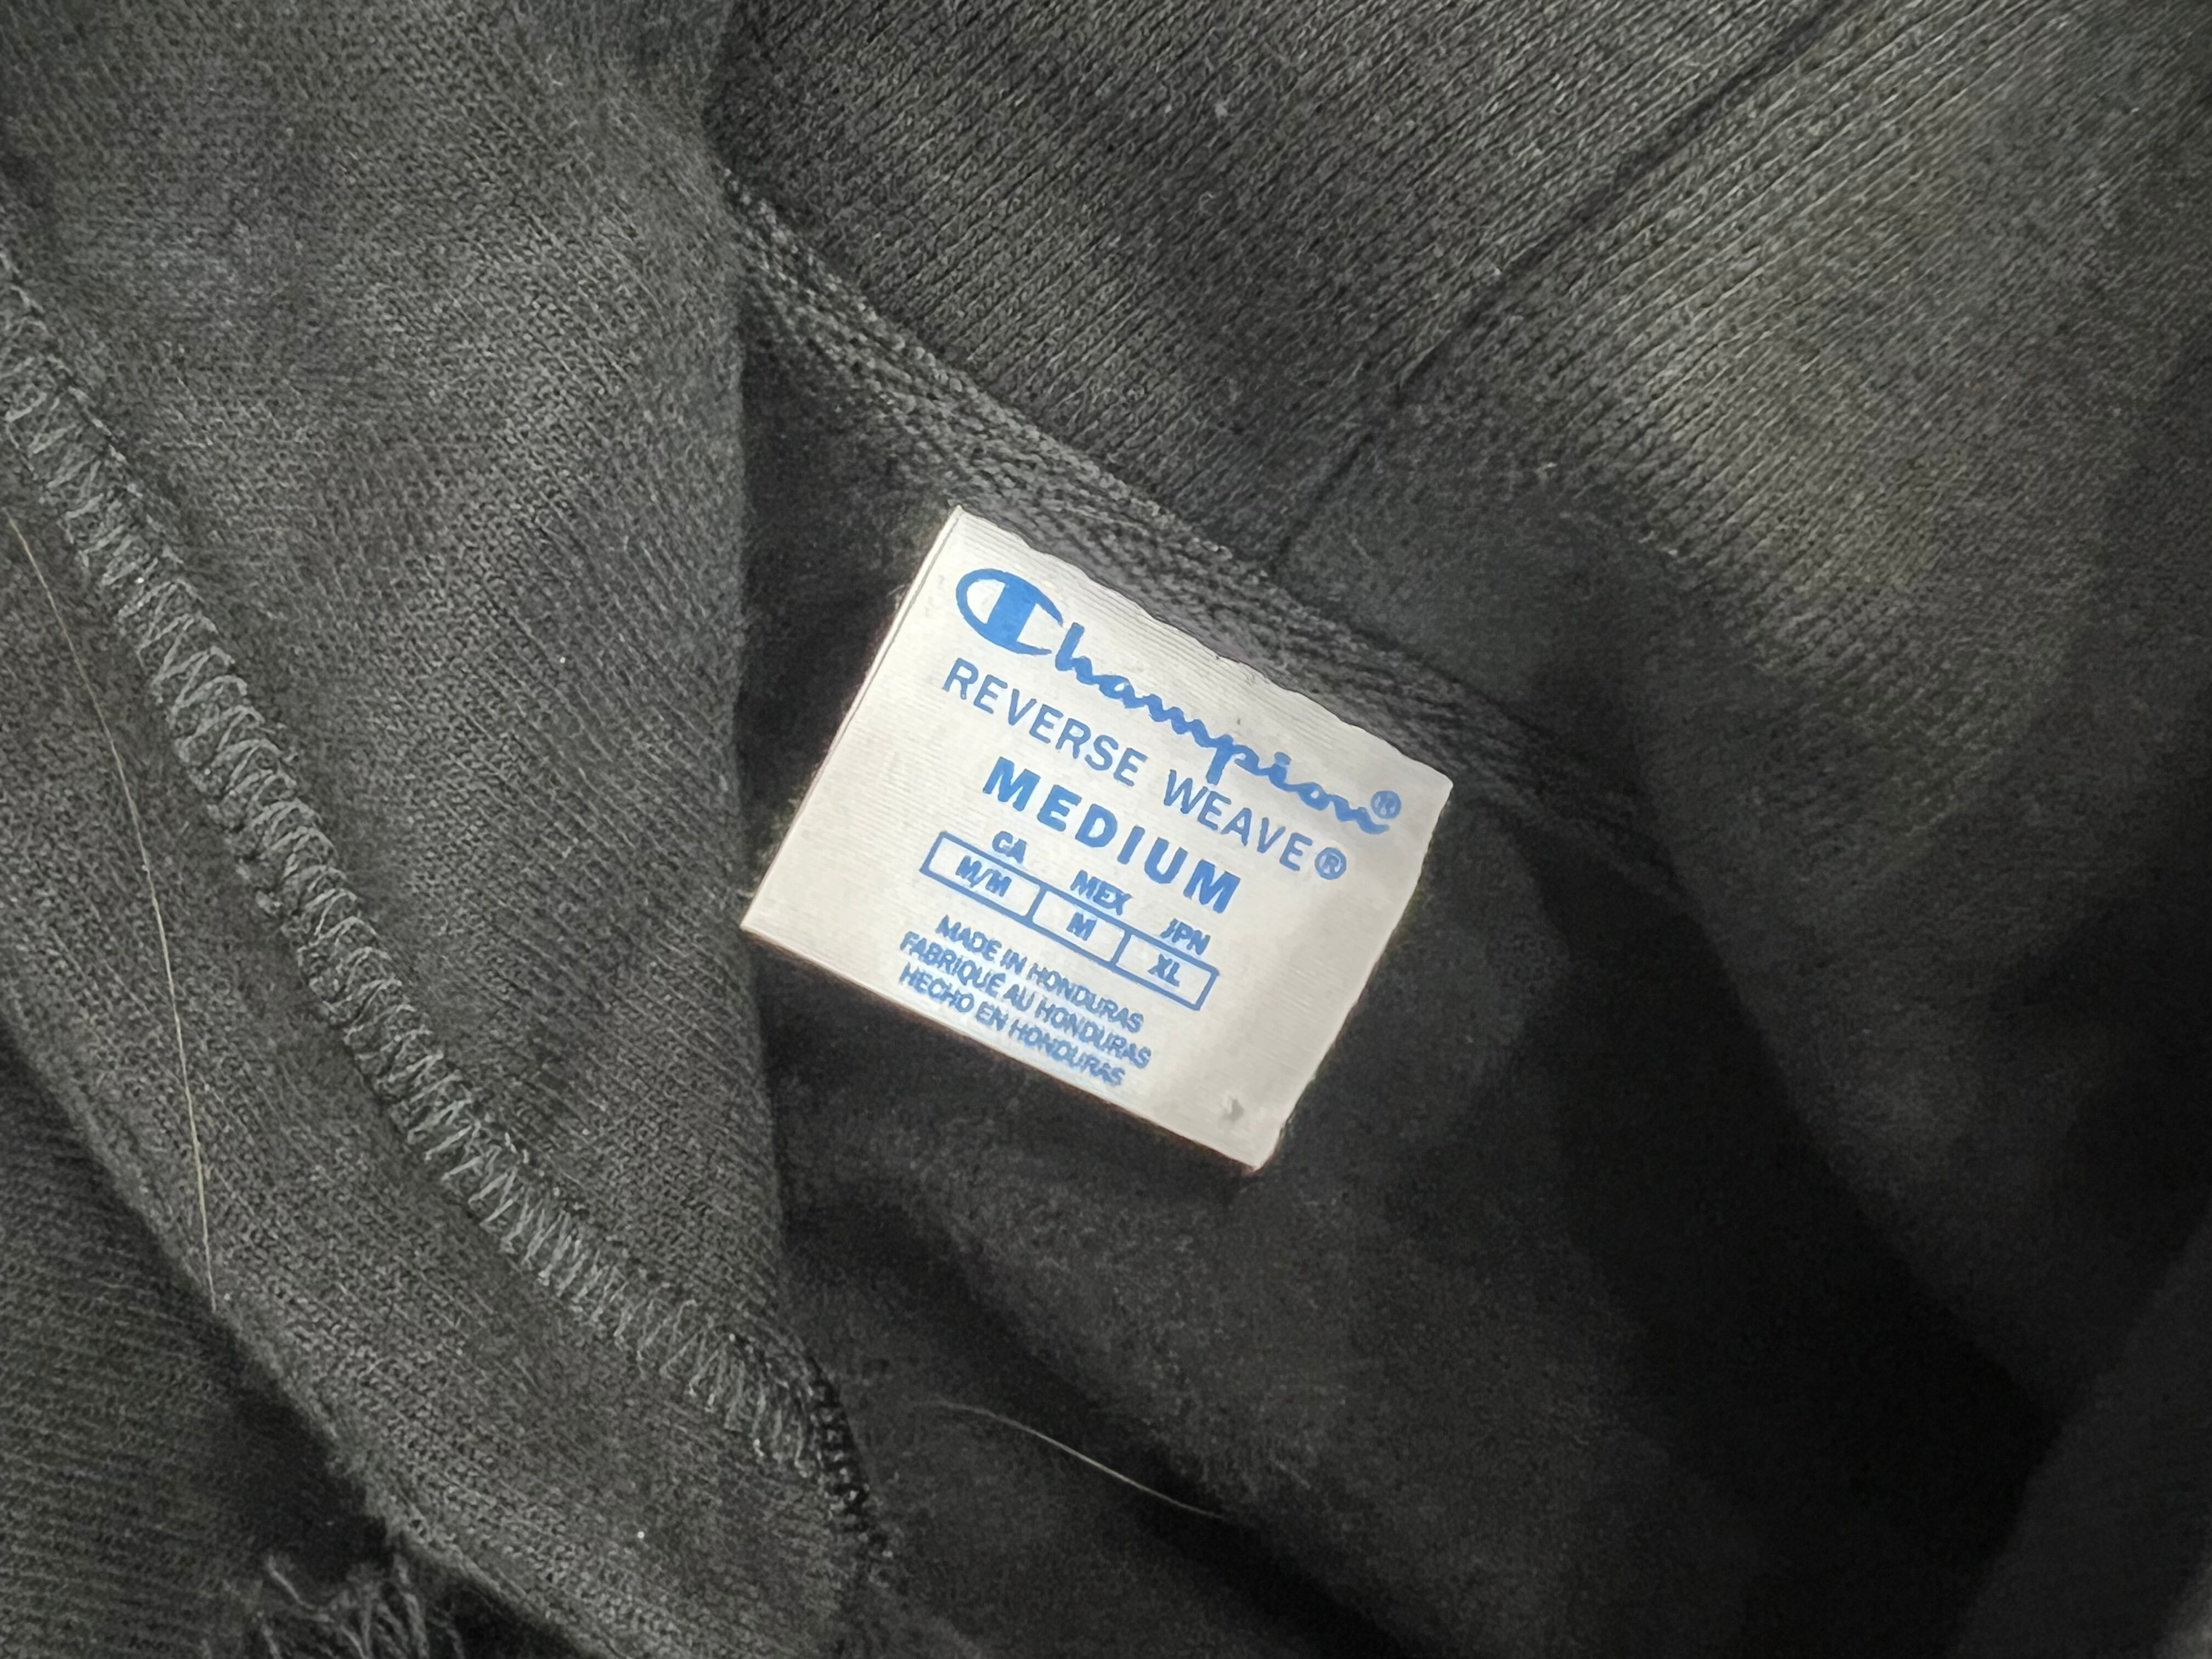 Champion®
REVERSE WEAVE®
MEDIUM
CA MEX JPN
M/M M XL
MADE IN HONDURAS
FABRIQUÉ AU HONDURAS
HECHO EN HONDURAS